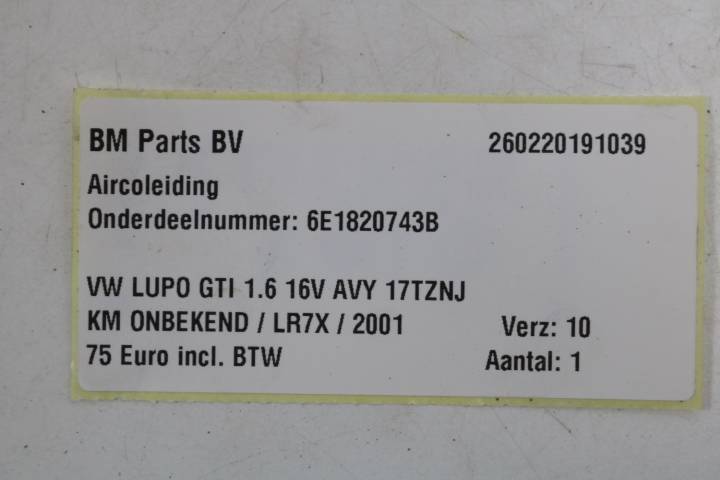 BM Parts BV 260220191039
Aircoleiding
Onderdeelnummer: 6E1820743B
VW LUPO GTI 1.6 16V AVY 17TZNJ
KM ONBEKEND / LR7X / 2001 Verz: 10
75 Euro incl. BTW Aantal: 1